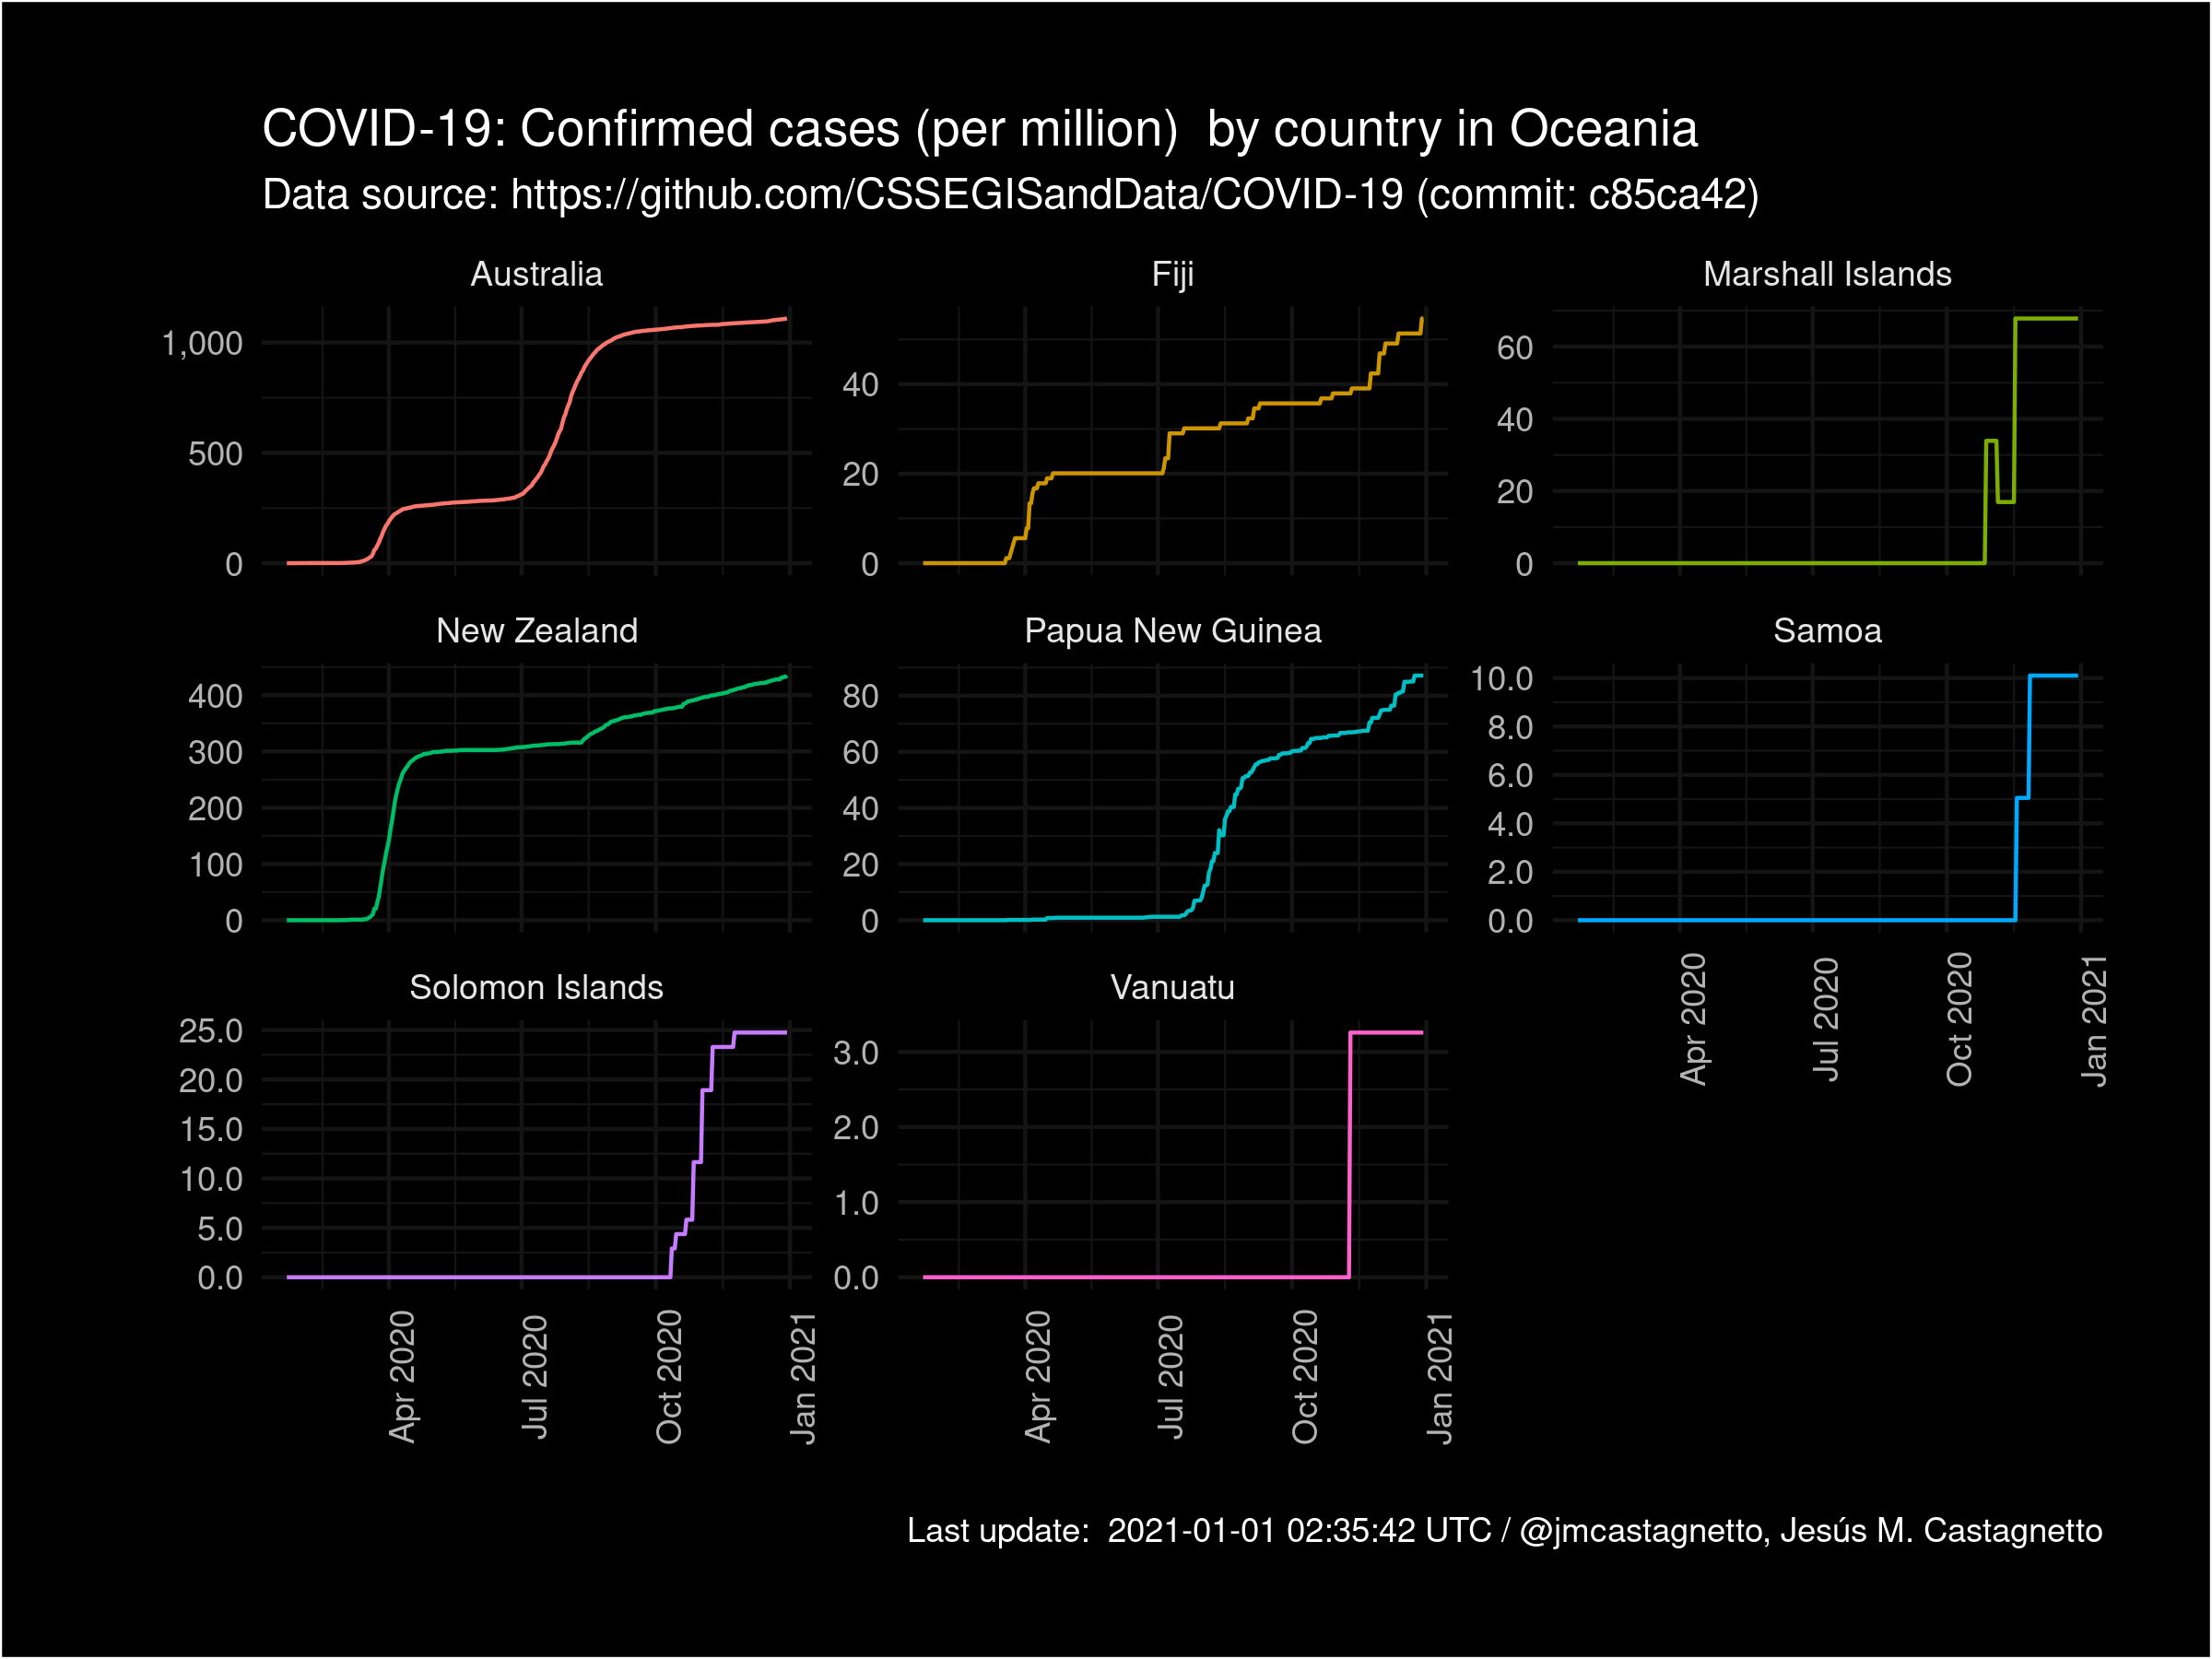 COVID-19: Confirmed cases (per million)  by country in Oceania
Data source: https://github.com/CSSEGISandData/COVID-19 (commit: c85ca42)
Australia
1,000
500
0
Fiji
40
20
0
Marshall Islands
60
40
20
0
New Zealand
400
300
200
100
0
Papua New Guinea
80
60
40
20
0
Samoa
10.0
8.0
6.0
4.0
2.0
0.0
Apr 2020
Jul 2020
Oct 2020
Jan 2021
Solomon Islands
25.0
20.0
15.0
10.0
5.0
0.0
Apr 2020
Jul 2020
Oct 2020
Jan 2021
Vanuatu
3.0
2.0
1.0
0.0
Apr 2020
Jul 2020
Oct 2020
Jan 2021
Last update:  2021-01-01 02:35:42 UTC / @jmcastagnetto, Jesús M. Castagnetto